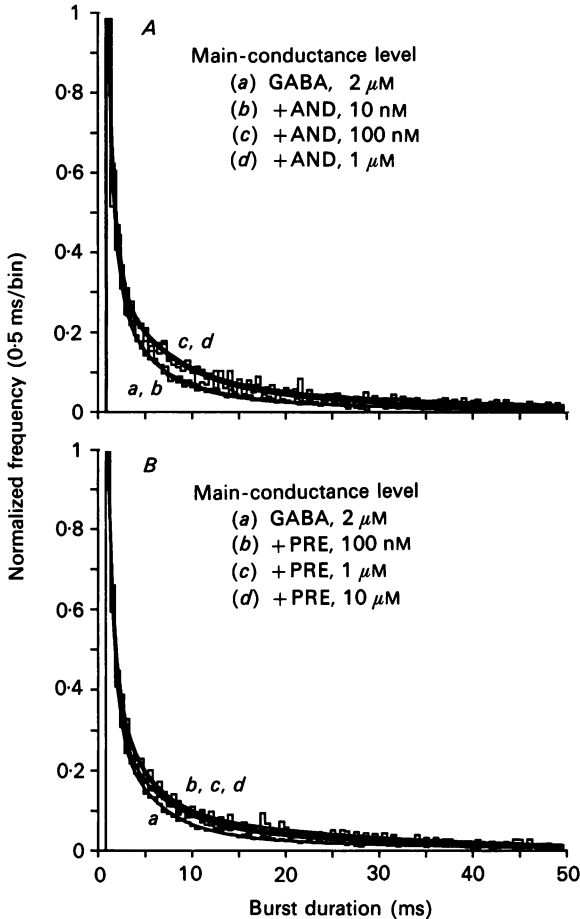 A
Main-conductance level
(a) GABA, 2 μM
(b) +AND, 10 nM
(c) +AND, 100 nM
(d) +AND, 1 μM
1
0·8
0·6
0·4
0·2
0
c, d
a, b
Normalized frequency (0·5 ms/bin)
B
Main-conductance level
(a) GABA, 2 μM
(b) +PRE, 100 nM
(c) +PRE, 1 μM
(d) +PRE, 10 μM
1
0·8
0·6
0·4
0·2
0
b, c, d
a
0 10 20 30 40 50
Burst duration (ms)